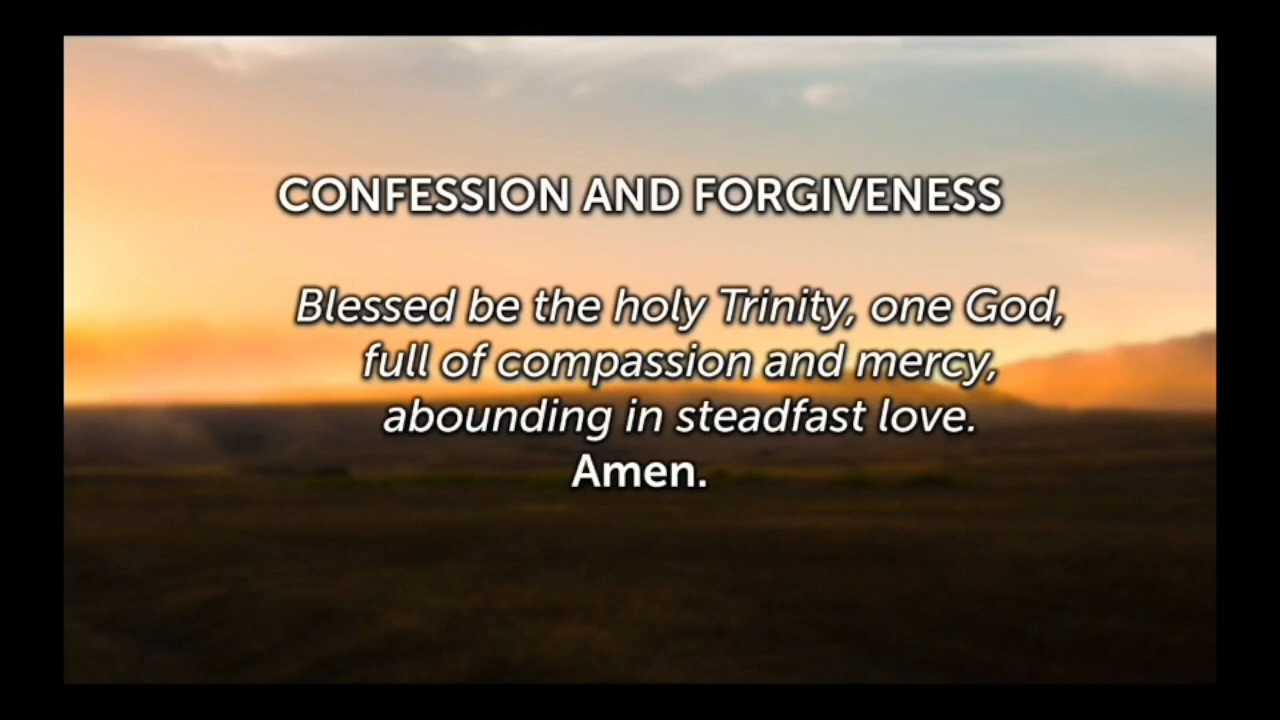 CONFESSION AND FORGIVENESS
Blessed be the holy Trinity, one God,
full of compassion and mercy,
abounding in steadfast love.
Amen.